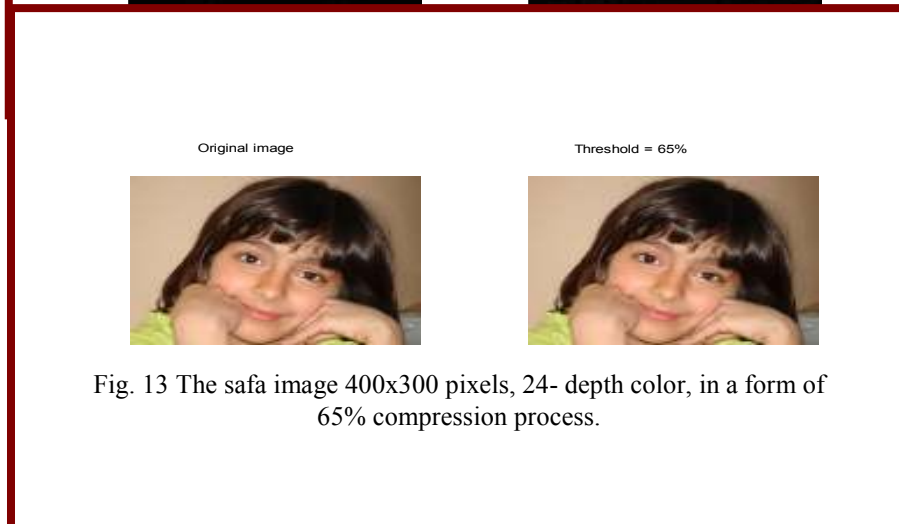 Original image
Threshold = 65%
Fig. 13 The safa image 400x300 pixels, 24- depth color, in a form of
65% compression process.